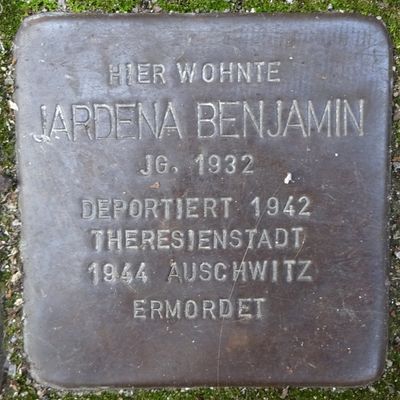 HIER WOHNTE
JARDENA BENJAMIN
JG. 1932
DEPORTIERT 1942
THERESIENSTADT
1944 AUSCHWITZ
ERMORDET